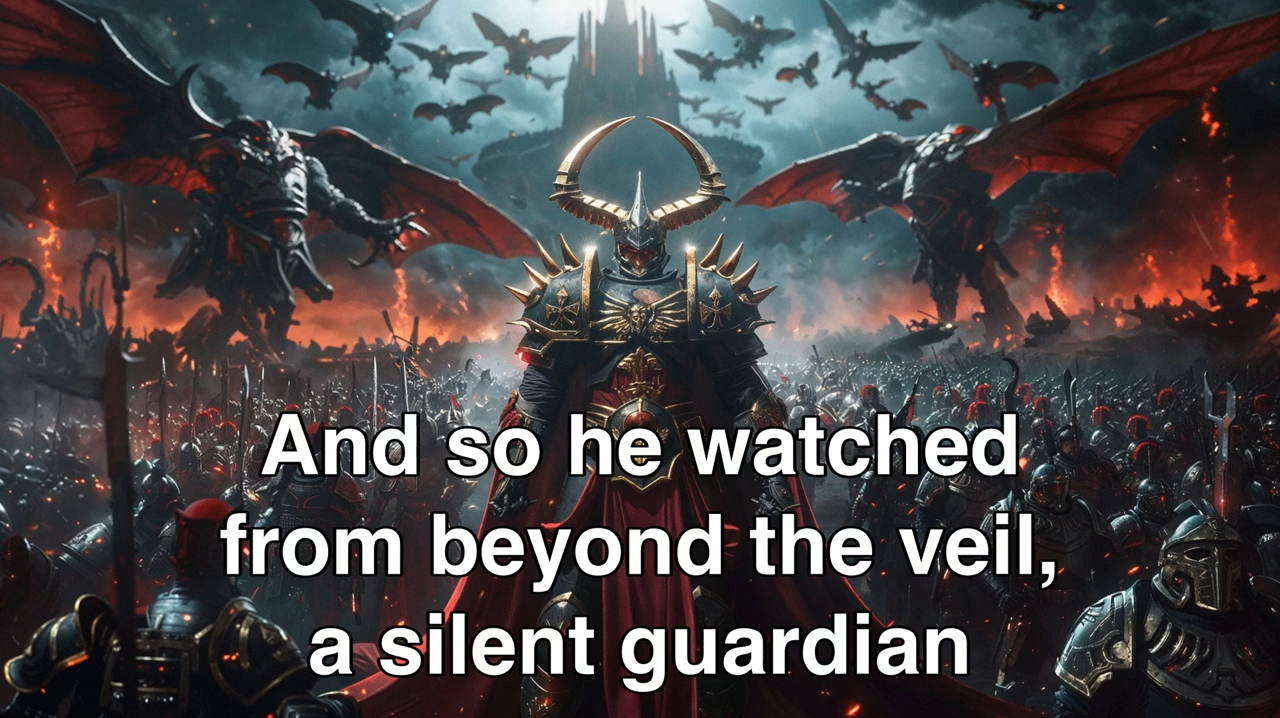 And so he watched
from beyond the veil,
a silent guardian